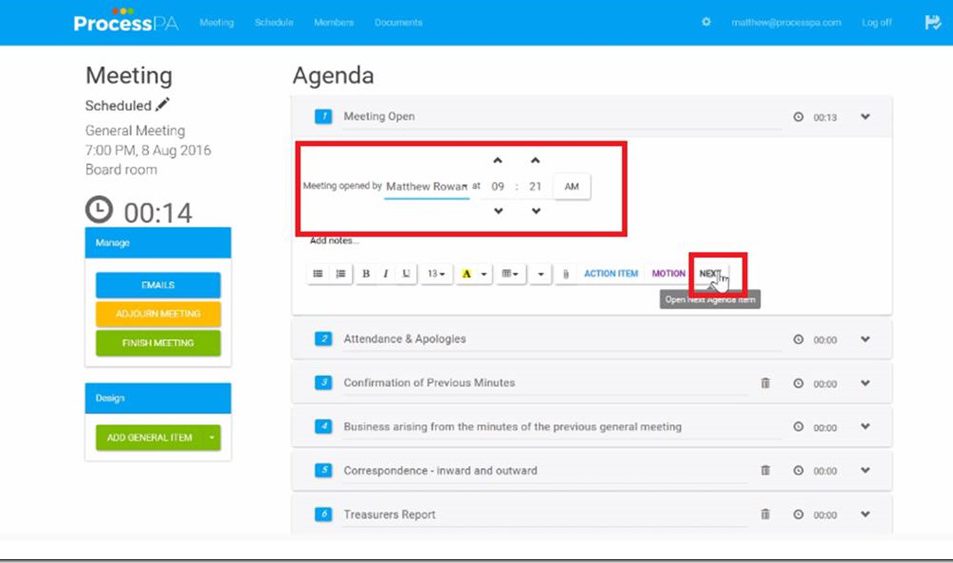 ProcessPA Meeting Schedule Members Documents matthew@processpa.com Log off
Meeting
Scheduled
General Meeting
7:00 PM, 8 Aug 2016
Board room
00:14
Manage
EMAILS
ADJOURN MEETING
FINISH MEETING
Design
ADD GENERAL ITEM
Agenda
1 Meeting Open 00:13
Meeting opened by Matthew Rowan at 09 : 21 AM
Add notes...
B I U 13 A ACTION ITEM MOTION NEXT
Open Next Agenda Item
2 Attendance & Apologies 00:00
3 Confirmation of Previous Minutes 00:00
4 Business arising from the minutes of the previous general meeting 00:00
5 Correspondence - inward and outward 00:00
6 Treasurers Report 00:00